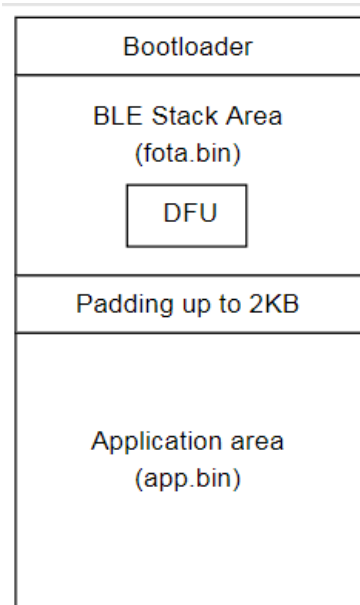 Bootloader
BLE Stack Area
(fota.bin)
DFU
Padding up to 2KB
Application area
(app.bin)